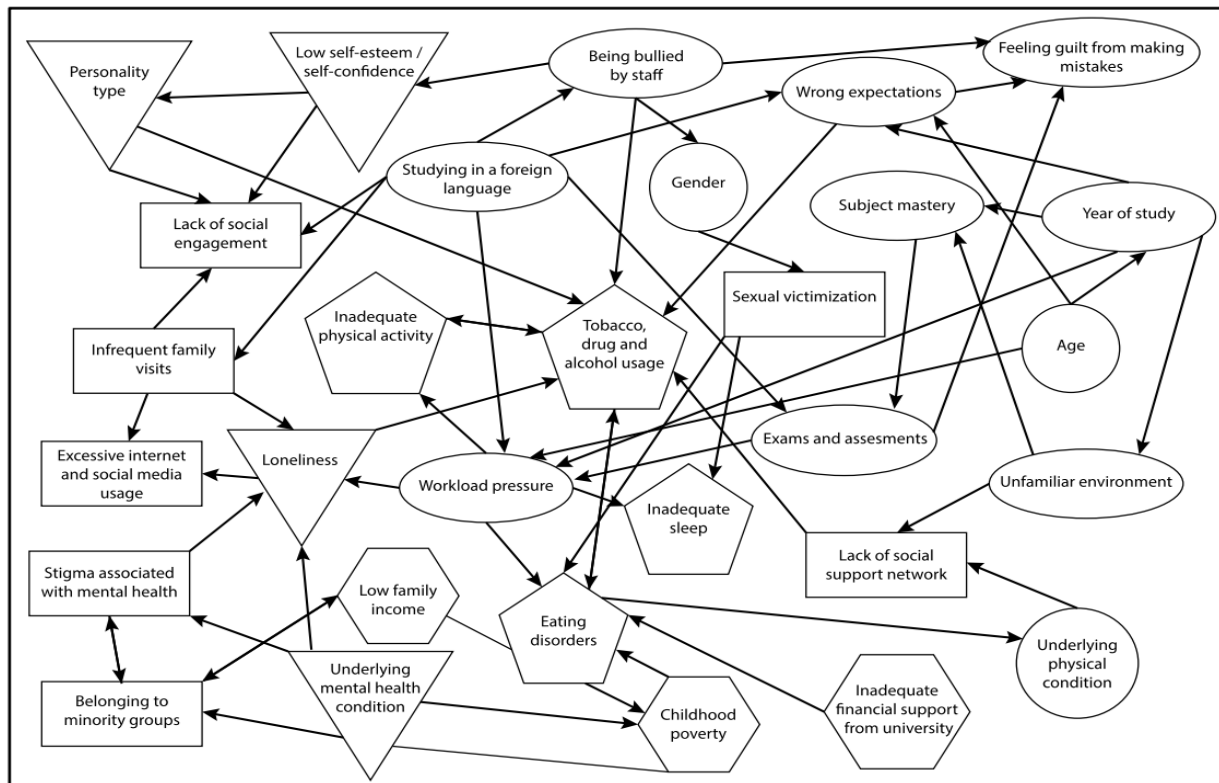 Personality
type
Low self-esteem /
self-confidence
Being bullied
by staff
Feeling guilt from making
mistakes
Wrong expectations
Studying in a foreign
language
Gender
Subject mastery
Year of study
Lack of social
engagement
Sexual victimization
Inadequate
physical activity
Tobacco,
drug and
alcohol usage
Age
Infrequent family
visits
Exams and assesments
Excessive internet
and social media
usage
Loneliness
Workload pressure
Unfamiliar environment
Inadequate
sleep
Lack of social
support network
Stigma associated
with mental health
Low family
income
Eating
disorders
Underlying
physical
condition
Belonging to
minority groups
Underlying
mental health
condition
Childhood
poverty
Inadequate
financial support
from university